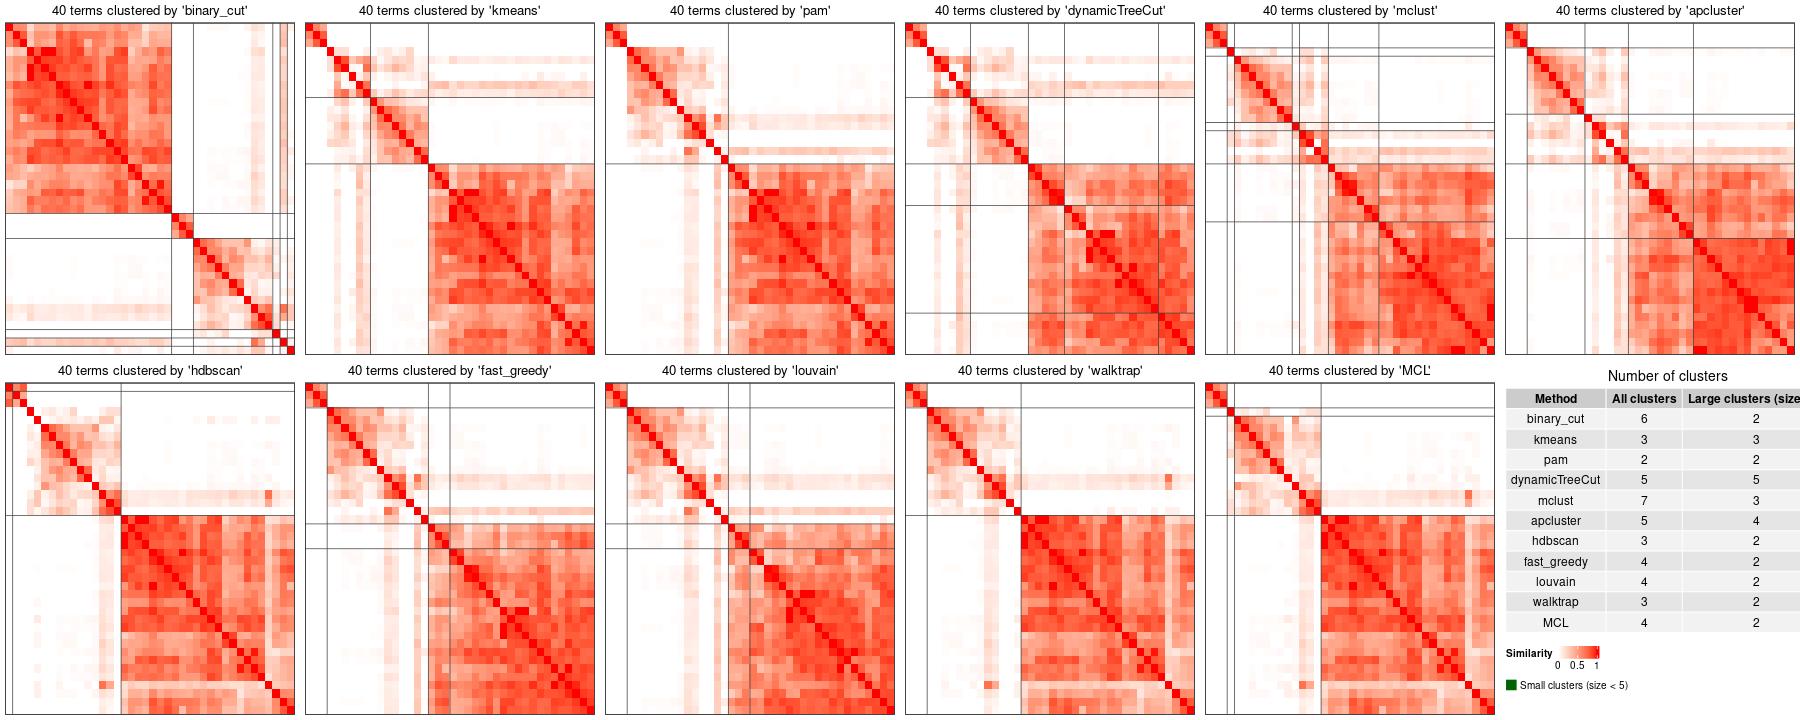 40 terms clustered by 'binary_cut'
40 terms clustered by 'kmeans'
40 terms clustered by 'pam'
40 terms clustered by 'dynamicTreeCut'
40 terms clustered by 'mclust'
40 terms clustered by 'apcluster'
40 terms clustered by 'hdbscan'
40 terms clustered by 'fast_greedy'
40 terms clustered by 'louvain'
40 terms clustered by 'walktrap'
40 terms clustered by 'MCL'
Number of clusters
Method All clusters Large clusters (size
binary_cut 6 2
kmeans 3 3
pam 2 2
dynamicTreeCut 5 5
mclust 7 3
apcluster 5 4
hdbscan 3 2
fast_greedy 4 2
louvain 4 2
walktrap 3 2
MCL 4 2
Similarity
0 0.5 1
Small clusters (size < 5)